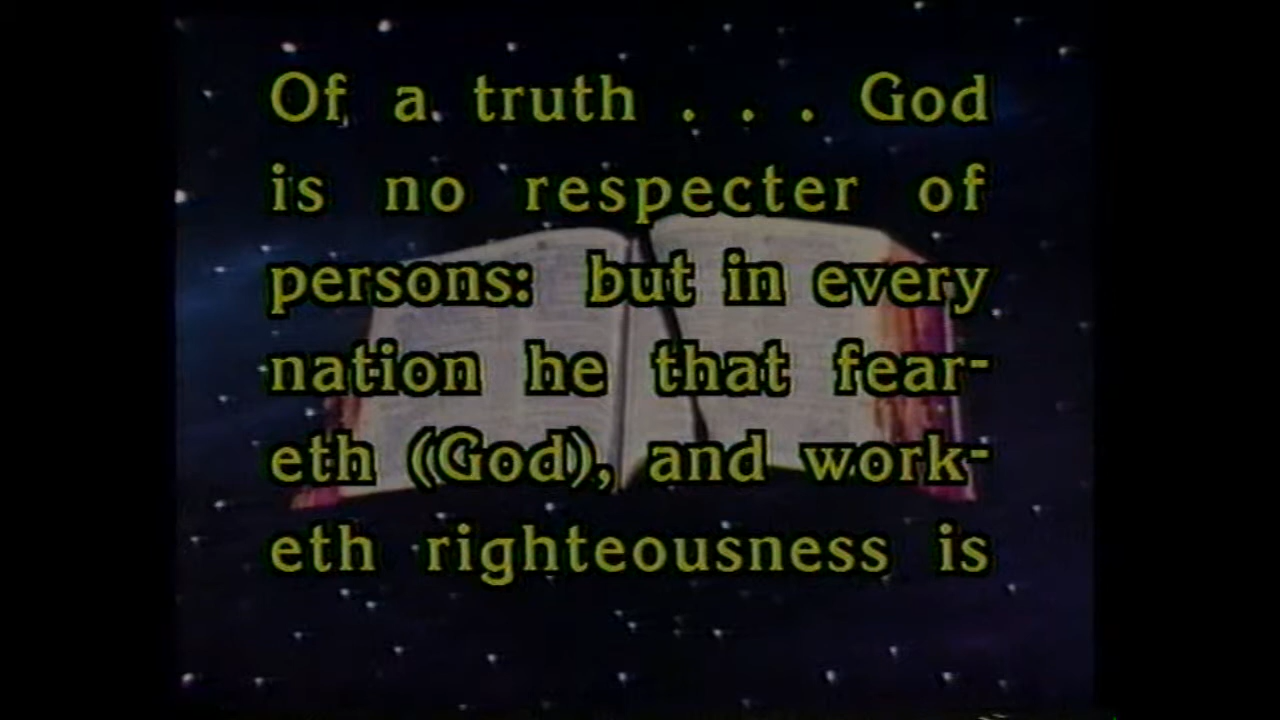 Of a truth . . . God
is no respecter of
persons: but in every
nation he that fear-
eth (God), and work-
eth righteousness is